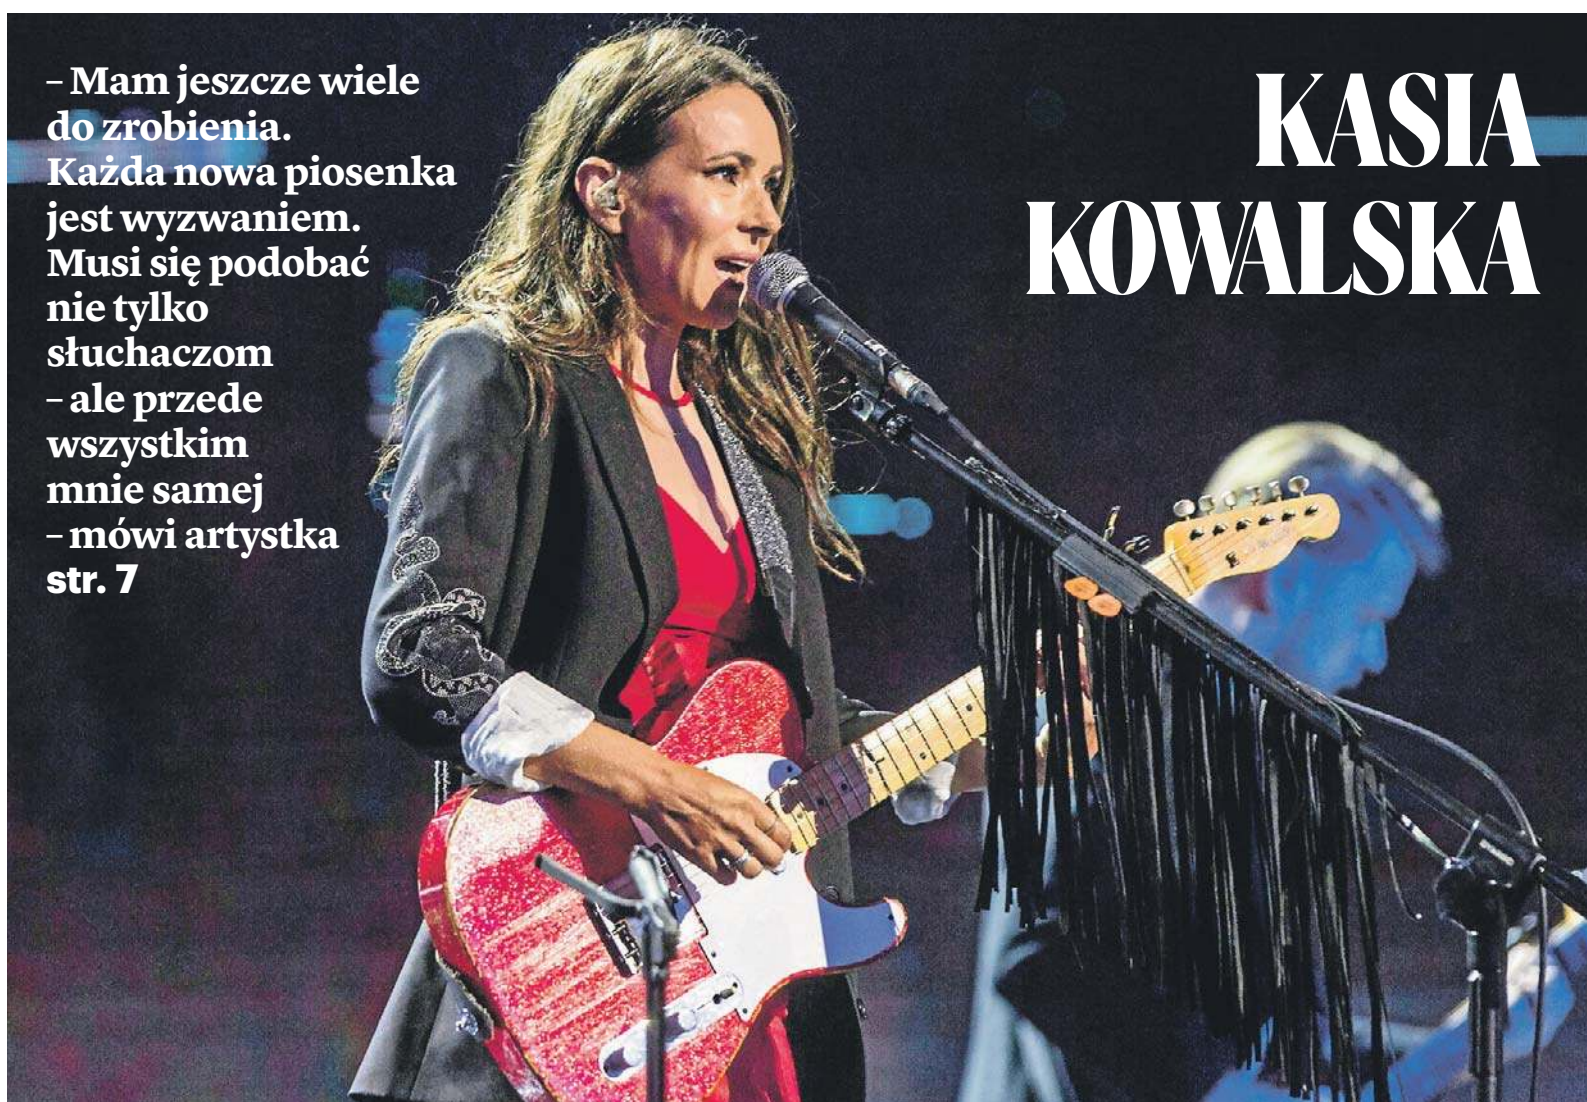 – Mam jeszcze wiele
do zrobienia.
Każda nowa piosenka
jest wyzwaniem.
Musi się podobać
nie tylko
słuchaczom
– ale przede
wszystkim
mnie samej
– mówi artystka
str. 7
KASIA
KOWALSKA